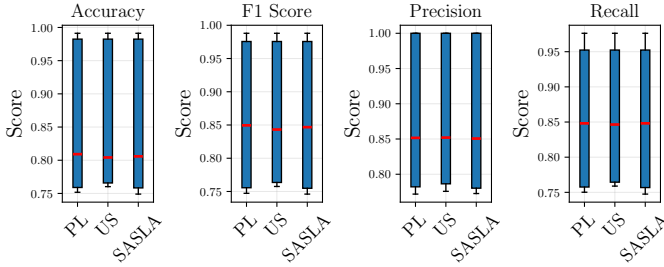 Accuracy
Score
1.00
0.95
0.90
0.85
0.80
0.75
PL
US
SASLA
F1 Score
Score
1.00
0.95
0.90
0.85
0.80
0.75
PL
US
SASLA
Precision
Score
1.00
0.95
0.90
0.85
0.80
PL
US
SASLA
Recall
Score
0.95
0.90
0.85
0.80
0.75
PL
US
SASLA